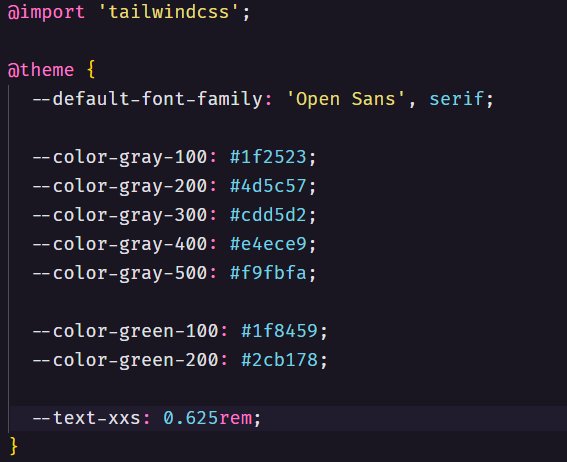 @import 'tailwindcss';
@theme {
--default-font-family: 'Open Sans', serif;
--color-gray-100: #1f2523;
--color-gray-200: #4d5c57;
--color-gray-300: #cdd5d2;
--color-gray-400: #e4ece9;
--color-gray-500: #f9fbfa;
--color-green-100: #1f8459;
--color-green-200: #2cb178;
--text-xxs: 0.625rem;
}